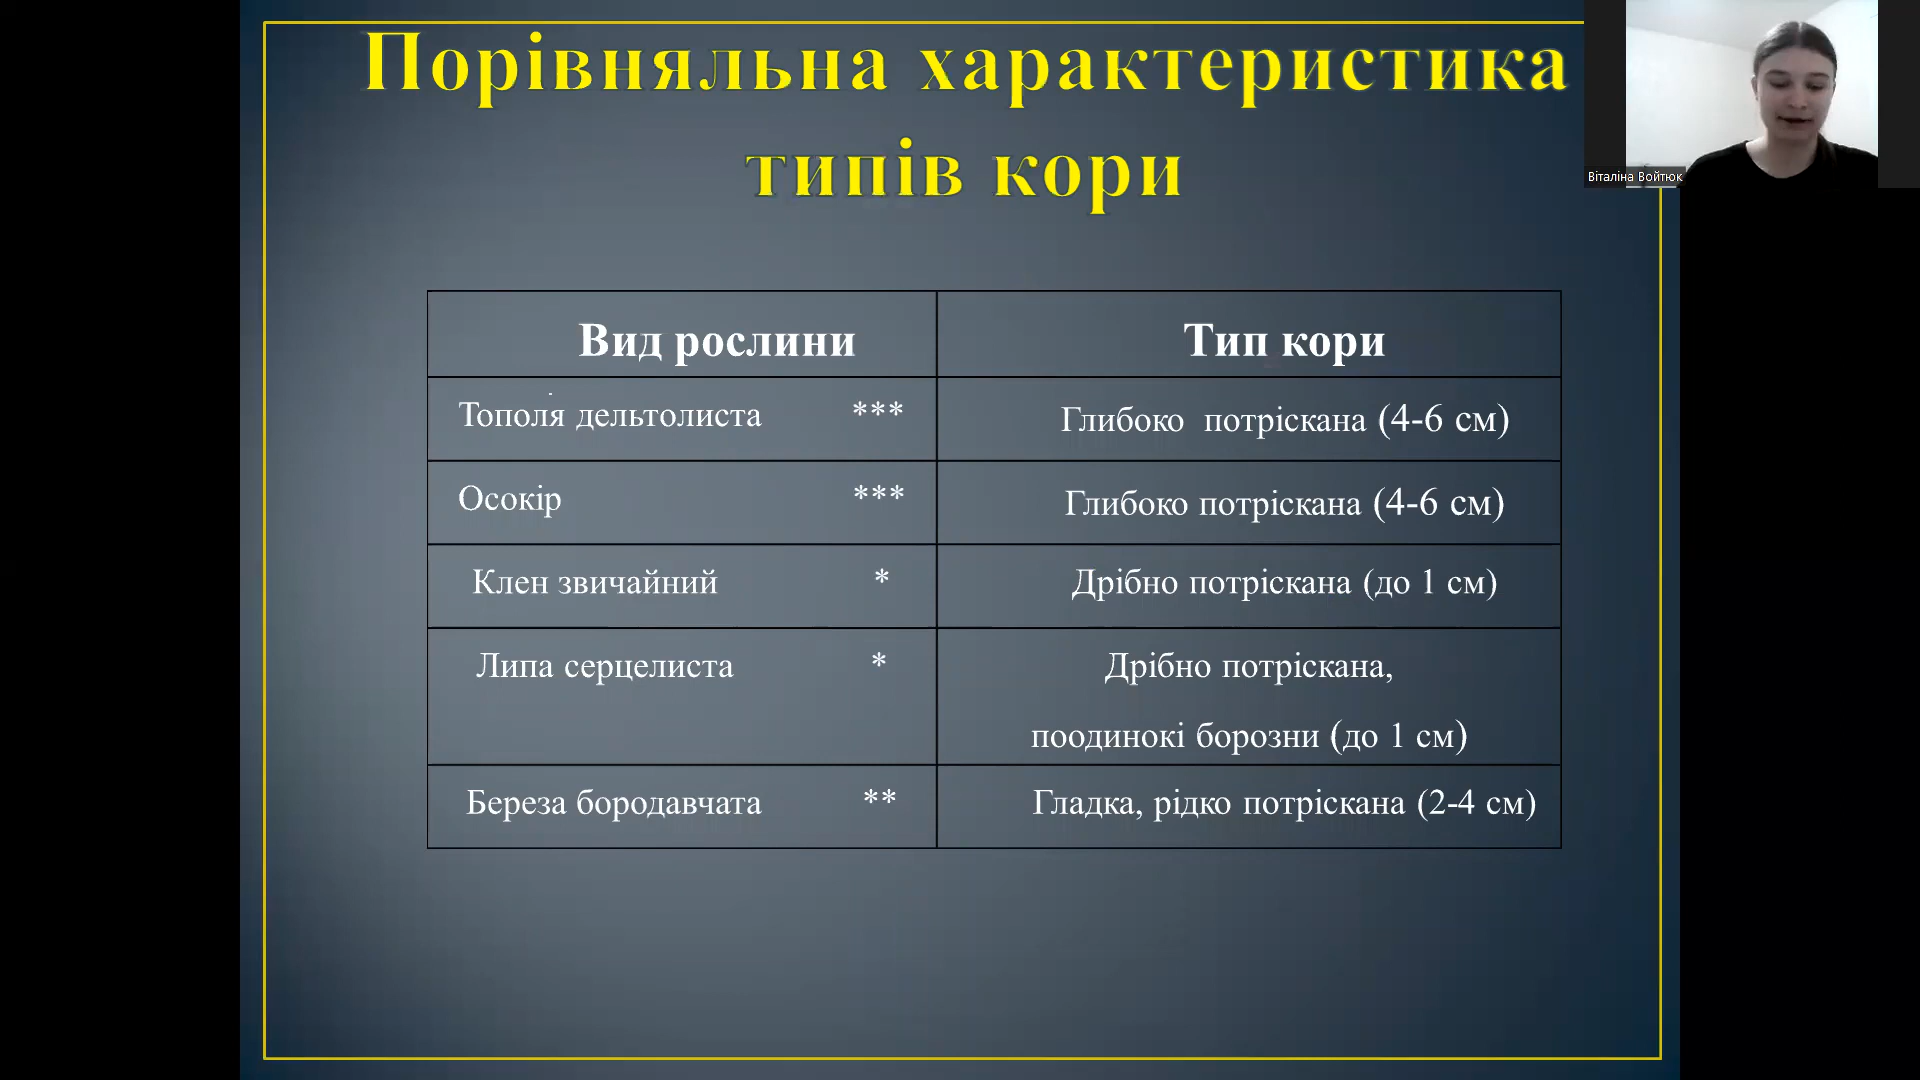 Порівняльна характеристика
типів кори
Віталіна Войтюк
Вид рослини Тип кори
Тополя дельтолиста *** Глибоко потріскана (4-6 см)
Осокір *** Глибоко потріскана (4-6 см)
Клен звичайний * Дрібно потріскана (до 1 см)
Липа серцелиста * Дрібно потріскана,
поодинокі борозни (до 1 см)
Береза бородавчата ** Гладка, рідко потріскана (2-4 см)